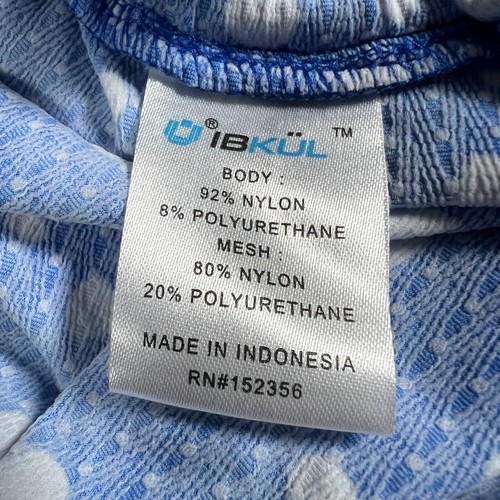 ® IBKÜL ™
BODY :
92% NYLON
8% POLYURETHANE
MESH :
80% NYLON
20% POLYURETHANE
MADE IN INDONESIA
RN#152356